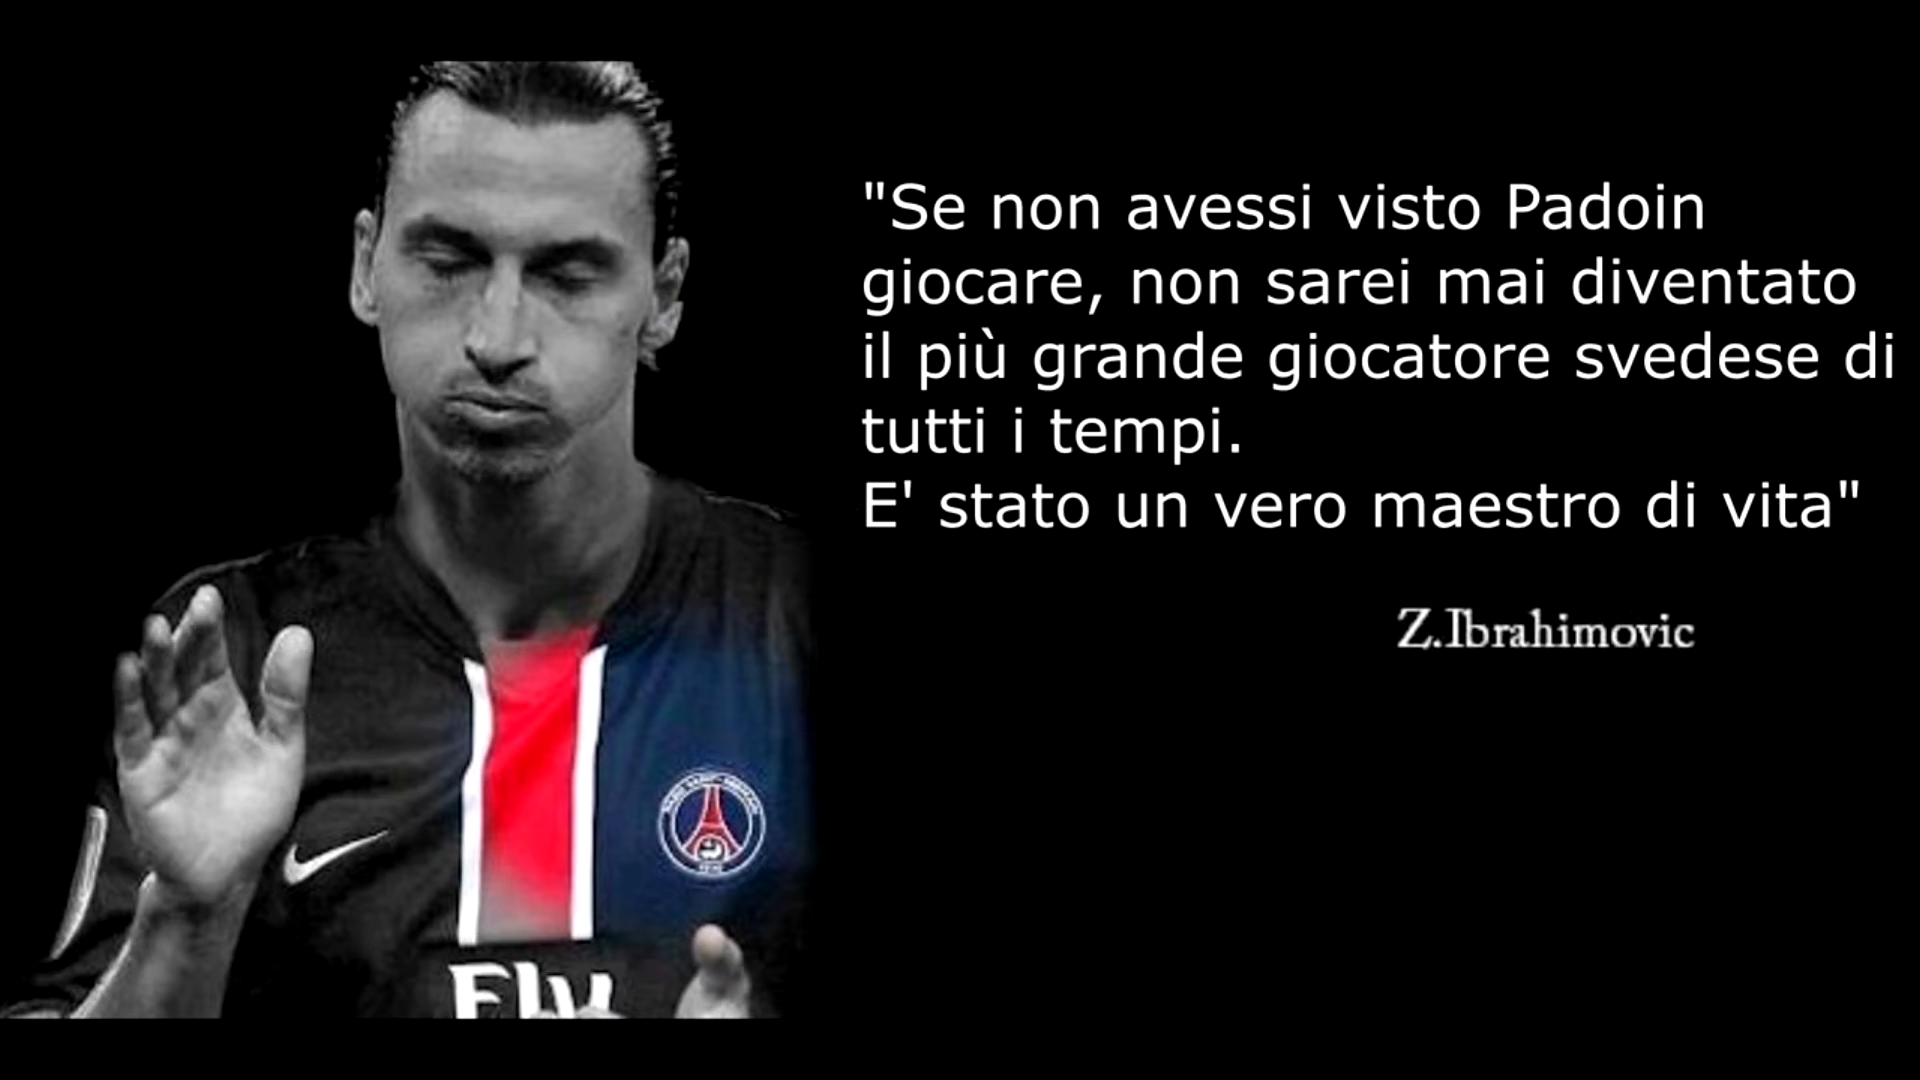 "Se non avessi visto Padoin
giocare, non sarei mai diventato
il più grande giocatore svedese di
tutti i tempi.
E' stato un vero maestro di vita"
Z.Ibrahimovic
Fly